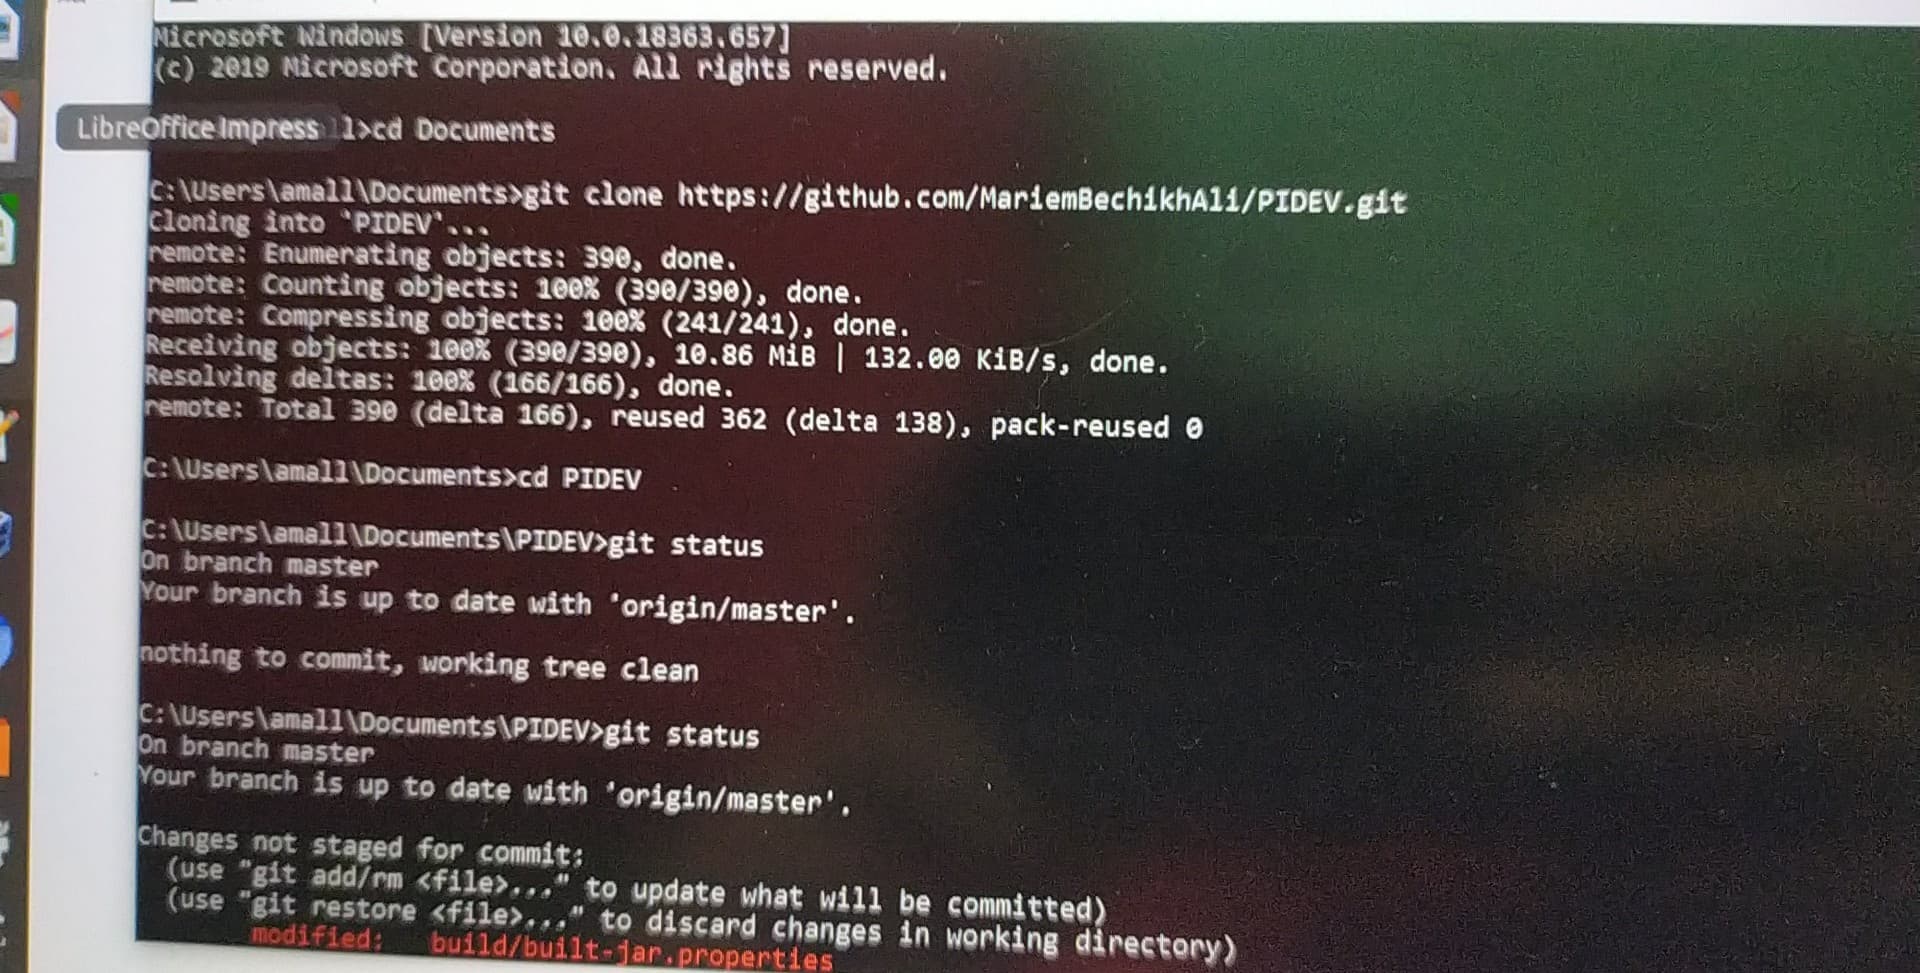 Microsoft Windows [Version 10.0.18363.657]
(c) 2019 Microsoft Corporation. All rights reserved.
LibreOffice Impress l>cd Documents
C:\Users\amall\Documents>git clone https://github.com/MariemBechikhAli/PIDEV.git
Cloning into 'PIDEV'...
remote: Enumerating objects: 390, done.
remote: Counting objects: 100% (390/390), done.
remote: Compressing objects: 100% (241/241), done.
Receiving objects: 100% (390/390), 10.86 MiB | 132.00 KiB/s, done.
Resolving deltas: 100% (166/166), done.
remote: Total 390 (delta 166), reused 362 (delta 138), pack-reused 0
C:\Users\amall\Documents>cd PIDEV
C:\Users\amall\Documents\PIDEV>git status
On branch master
Your branch is up to date with 'origin/master'.
nothing to commit, working tree clean
C:\Users\amall\Documents\PIDEV>git status
On branch master
Your branch is up to date with 'origin/master'.
Changes not staged for commit:
(use "git add/rm <file>..." to update what will be committed)
(use "git restore <file>..." to discard changes in working directory)
modified: build/built-jar.properties